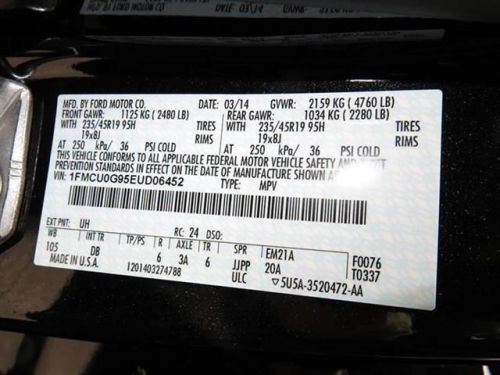 MFD. BY FORD MOTOR CO. DATE: 03/14 GVWR: 2159 KG ( 4760 LB)
FRONT GAWR: 1125 KG ( 2480 LB) REAR GAWR: 1034 KG ( 2280 LB)
WITH 235/45R19 95H TIRES WITH 235/45R19 95H TIRES
19x8J RIMS 19x8J RIMS
AT 250 kPa/ 36 PSI COLD AT 250 kPa/ 36 PSI COLD
THIS VEHICLE CONFORMS TO ALL APPLICABLE FEDERAL MOTOR VEHICLE SAFETY AND BUMPER STANDARDS IN EFFECT ON THE DATE OF MANUFACTURE SHOWN ABOVE.
VIN: 1FMCU0G95EUD06452 TYPE: MPV
EXT PNT: UH RC: 24 DSO:
WB INT TR TP/PS R AXLE TR SPR EM21A F0076
105 DB 6 3A 6 JJPP 20A T0337
MADE IN U.S.A. 1201403274788 ULC 5U5A-3520472-AA